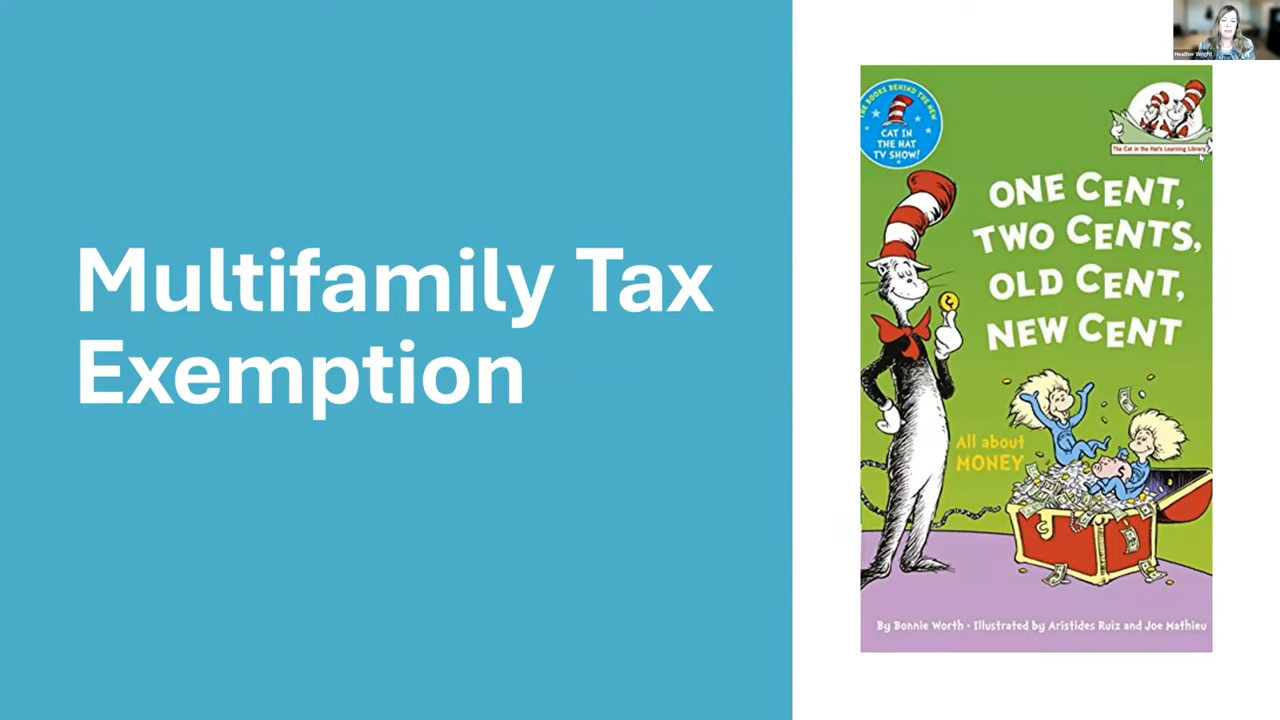 Multifamily Tax
Exemption
Heather Wright
THE BOOKS BEHIND THE NEW
CAT IN
THE HAT
TV SHOW!
The Cat in the Hat's Learning Library
ONE CENT,
TWO CENTS,
OLD CENT,
NEW CENT
All about
MONEY
By Bonnie Worth • Illustrated by Aristides Ruiz and Joe Mathieu